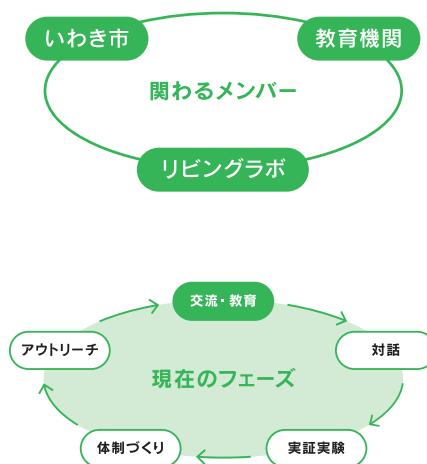 いわき市
教育機関
関わるメンバー
リビングラボ
交流・教育
アウトリーチ
対話
現在のフェーズ
体制づくり
実証実験